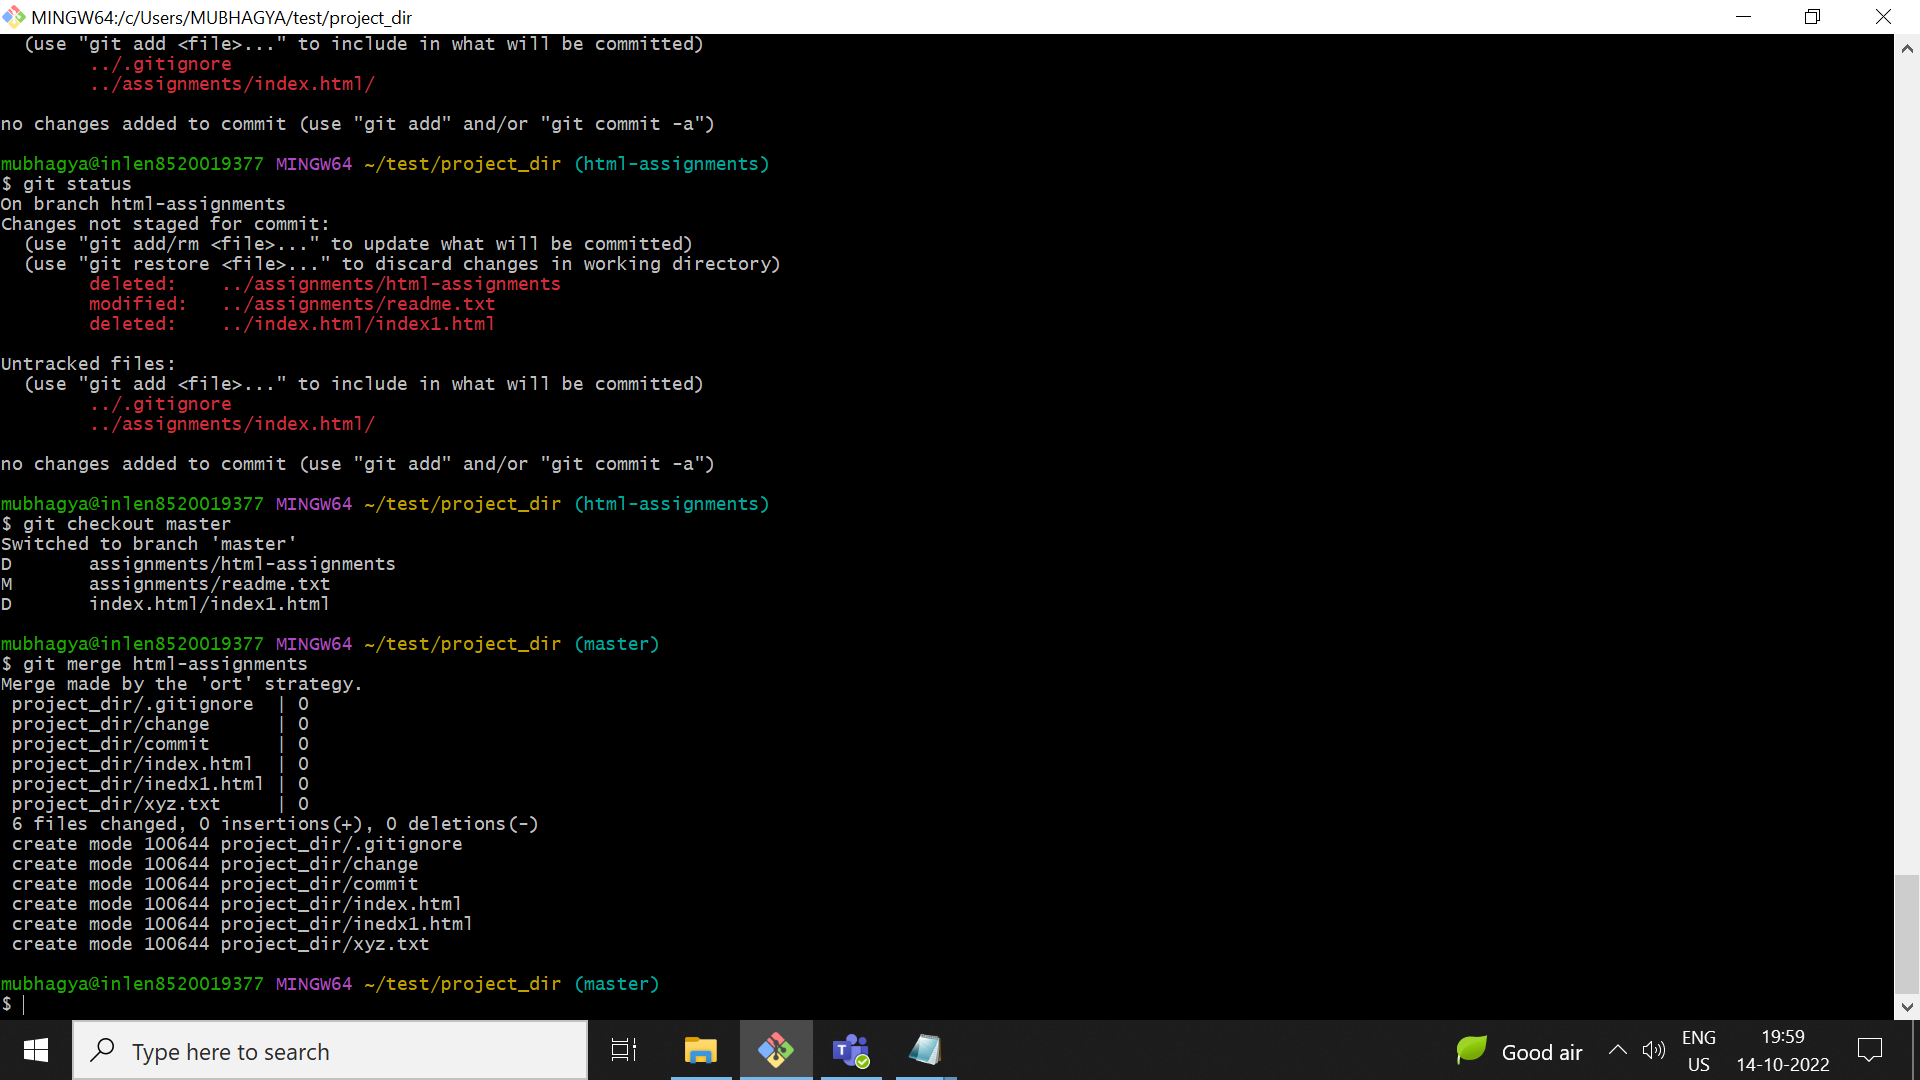 MINGW64:/c/Users/MUBHAGYA/test/project_dir
  (use "git add <file>..." to include in what will be committed)
        ../.gitignore
        ../assignments/index.html/

no changes added to commit (use "git add" and/or "git commit -a")

mubhagya@inlen8520019377 MINGW64 ~/test/project_dir (html-assignments)
$ git status
On branch html-assignments
Changes not staged for commit:
  (use "git add/rm <file>..." to update what will be committed)
  (use "git restore <file>..." to discard changes in working directory)
        deleted:    ../assignments/html-assignments
        modified:   ../assignments/readme.txt
        deleted:    ../index.html/index1.html

Untracked files:
  (use "git add <file>..." to include in what will be committed)
        ../.gitignore
        ../assignments/index.html/

no changes added to commit (use "git add" and/or "git commit -a")

mubhagya@inlen8520019377 MINGW64 ~/test/project_dir (html-assignments)
$ git checkout master
Switched to branch 'master'
D       assignments/html-assignments
M       assignments/readme.txt
D       index.html/index1.html

mubhagya@inlen8520019377 MINGW64 ~/test/project_dir (master)
$ git merge html-assignments
Merge made by the 'ort' strategy.
 project_dir/.gitignore  | 0
 project_dir/change      | 0
 project_dir/commit      | 0
 project_dir/index.html  | 0
 project_dir/inedx1.html | 0
 project_dir/xyz.txt     | 0
 6 files changed, 0 insertions(+), 0 deletions(-)
 create mode 100644 project_dir/.gitignore
 create mode 100644 project_dir/change
 create mode 100644 project_dir/commit
 create mode 100644 project_dir/index.html
 create mode 100644 project_dir/inedx1.html
 create mode 100644 project_dir/xyz.txt

mubhagya@inlen8520019377 MINGW64 ~/test/project_dir (master)
$
Type here to search
T
Good air
ENG
US
19:59
14-10-2022